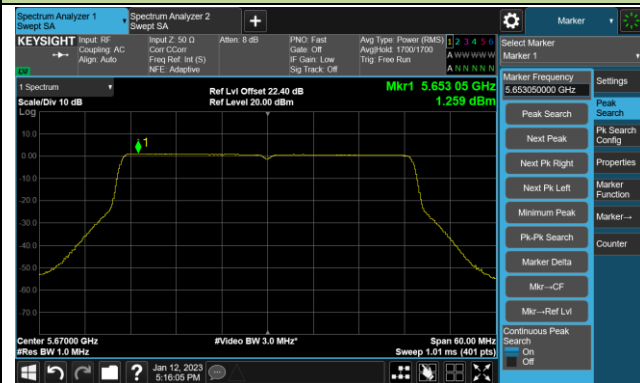 Spectrum Analyzer 1
Swept SA
Spectrum Analyzer 2
Swept SA
Marker
KEYSIGHT
Input: RF
Coupling: AC
Align: Auto
Input Z: 50 Ω
Corr CCorr
Freq Ref: Int (S)
NFE: Adaptive
Atten: 8 dB
PNO: Fast
Gate: Off
IF Gain: Low
Sig Track: Off
Avg Type: Power (RMS)
Avg|Hold: 1700/1700
Trig: Free Run
1 2 3 4 5 6
A W W W W W
A N N N N N
LXI
1 Spectrum
Scale/Div 10 dB
Ref Lvl Offset 22.40 dB
Ref Level 20.00 dBm
Mkr1 5.653 05 GHz
1.259 dBm
Log
10.0
0.00
-10.0
-20.0
-30.0
-40.0
-50.0
-60.0
-70.0
1
Center 5.67000 GHz
#Res BW 1.0 MHz
#Video BW 3.0 MHz*
Span 60.00 MHz
Sweep 1.01 ms (401 pts)
Select Marker
Marker 1
Marker Frequency
5.653050000 GHz
Peak Search
Next Peak
Next Pk Right
Next Pk Left
Minimum Peak
Pk-Pk Search
Marker Delta
Mkr→CF
Mkr→Ref Lvl
Continuous Peak
Search
On
Off
Settings
Peak
Search
Pk Search
Config
Properties
Marker
Function
Marker→
Counter
?
Jan 12, 2023
5:16:05 PM